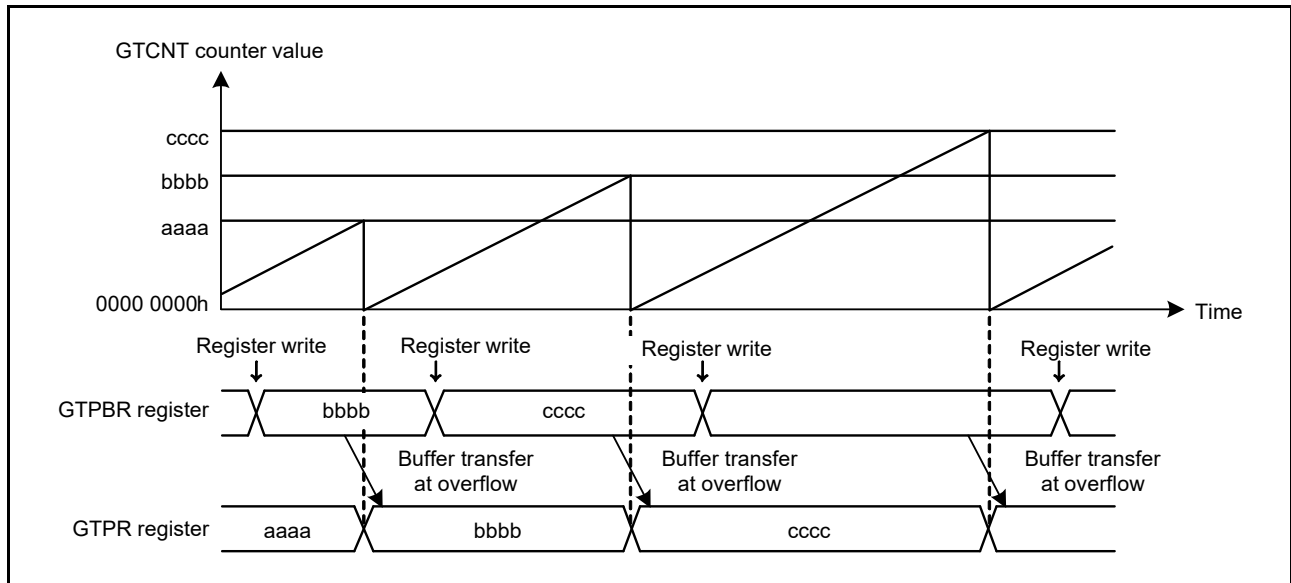 GTCNT counter value
cccc
bbbb
aaaa
0000 0000h
Time
Register write
Register write
Register write
Register write
GTPBR register
bbbb
cccc
Buffer transfer
at overflow
Buffer transfer
at overflow
Buffer transfer
at overflow
GTPR register
aaaa
bbbb
cccc